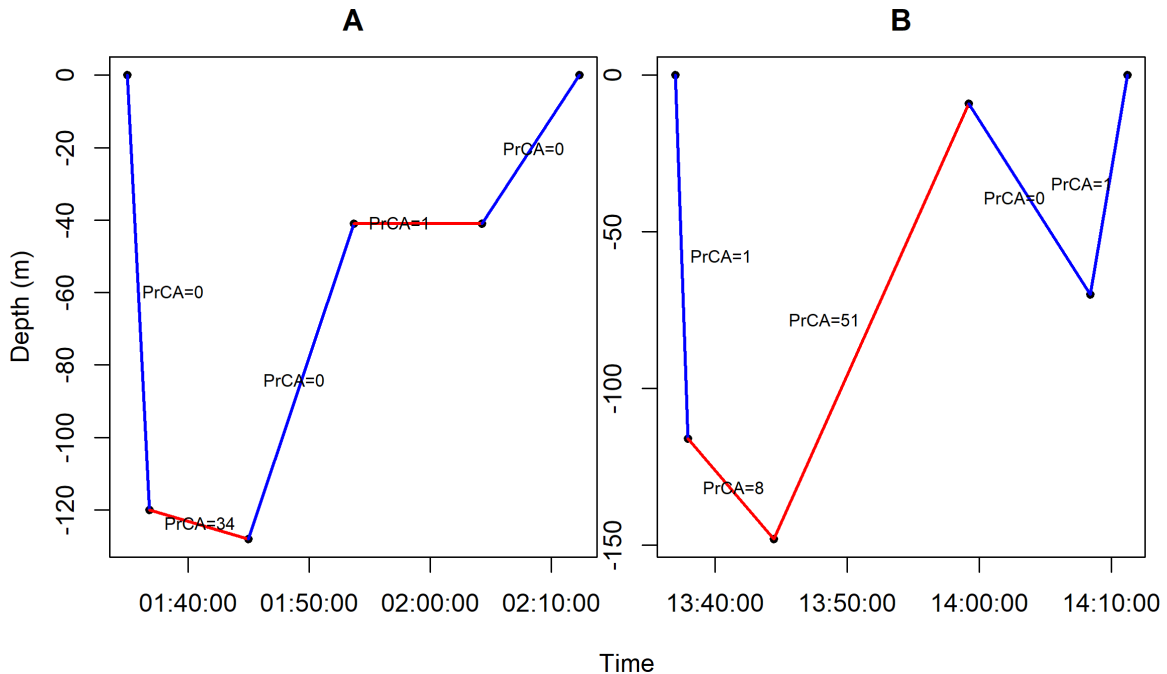 A
B
Depth (m)
0
-20
-40
-60
-80
-100
-120
PrCA=0
PrCA=34
PrCA=0
PrCA=1
PrCA=0
01:40:00 01:50:00 02:00:00 02:10:00
0
-50
-100
-150
PrCA=1
PrCA=8
PrCA=51
PrCA=0
PrCA=1
13:40:00 13:50:00 14:00:00 14:10:00
Time